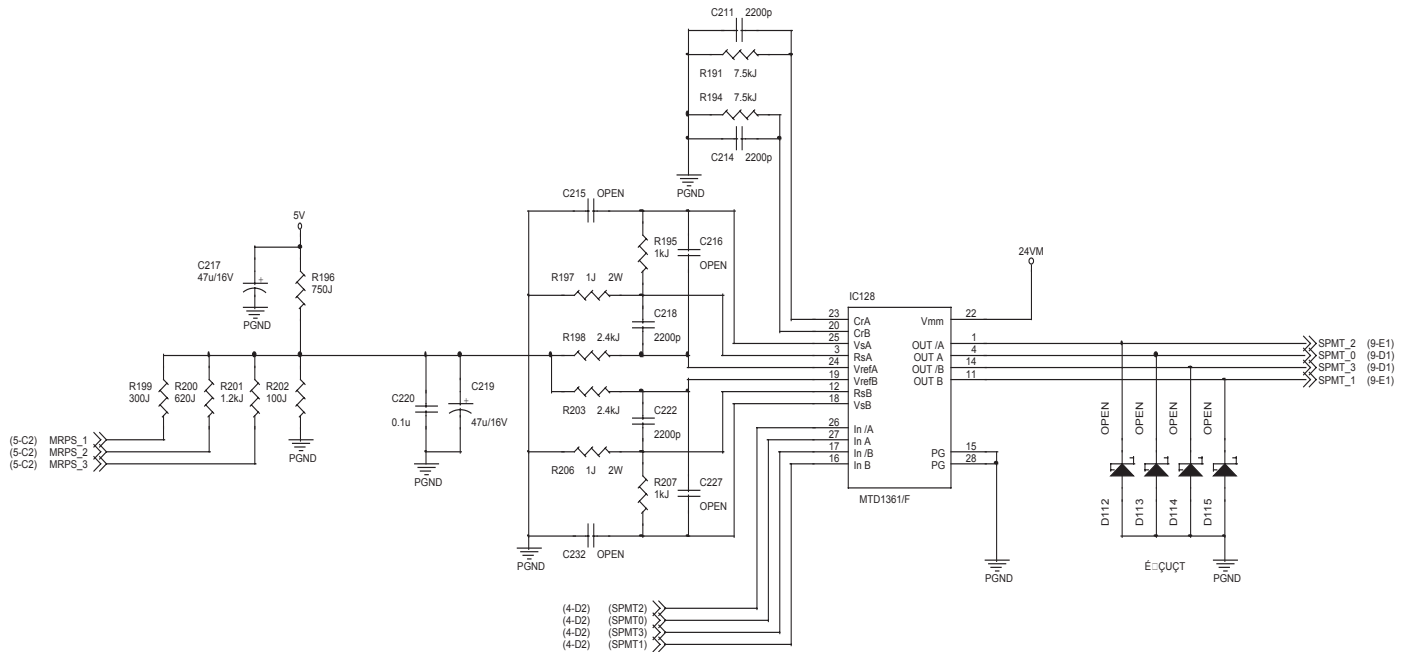 C211 2200p
R191 7.5kJ
R194 7.5kJ
C214 2200p
PGND
C215 OPEN
5V
R195
1kJ
C216
OPEN
C217
47u/16V
R196
750J
PGND
R197 1J 2W
C218
2200p
R198 2.4kJ
24VM
IC128
23 CrA Vmm 22
20 CrB
25 VsA OUT /A 1
3 RsA OUT A 4
24 VrefA OUT /B 14
19 VrefB OUT B 11
12 RsB
18 VsB
26 In /A
27 In A
17 In /B PG 15
16 In B PG 28
MTD1361/F
SPMT_2 (9-E1)
SPMT_0 (9-D1)
SPMT_3 (9-D1)
SPMT_1 (9-E1)
R199
300J
R200
620J
R201
1.2kJ
R202
100J
C220
0.1u
C219
47u/16V
R203 2.4kJ
C222
2200p
(5-C2) MRPS_1
(5-C2) MRPS_2
(5-C2) MRPS_3
PGND
PGND
R206 1J 2W
R207
1kJ
C227
OPEN
C232 OPEN
PGND
OPEN
OPEN
OPEN
OPEN
D112
D113
D114
D115
PGND
É□ÇUÇT
PGND
(4-D2) (SPMT2)
(4-D2) (SPMT0)
(4-D2) (SPMT3)
(4-D2) (SPMT1)